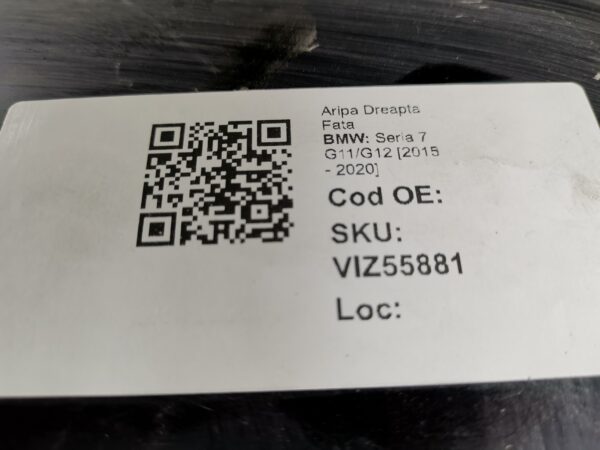 Aripa Dreapta
Fata
BMW: Seria 7
G11/G12 [2015
- 2020]
Cod OE:
SKU:
VIZ55881
Loc: